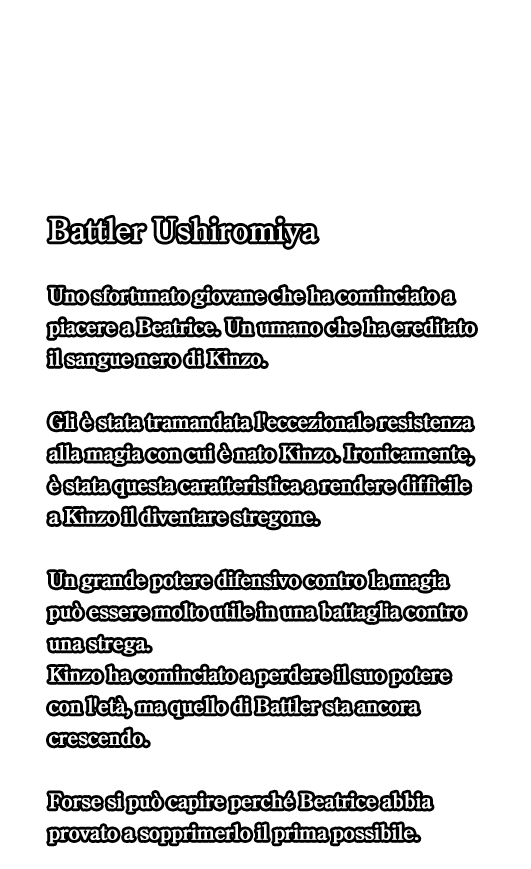 Battler Ushiromiya
Uno sfortunato giovane che ha cominciato a
piacere a Beatrice. Un umano che ha ereditato
il sangue nero di Kinzo.
Gli è stata tramandata l'eccezionale resistenza
alla magia con cui è nato Kinzo. Ironicamente,
è stata questa caratteristica a rendere difficile
a Kinzo il diventare stregone.
Un grande potere difensivo contro la magia
può essere molto utile in una battaglia contro
una strega.
Kinzo ha cominciato a perdere il suo potere
con l'età, ma quello di Battler sta ancora
crescendo.
Forse si può capire perché Beatrice abbia
provato a sopprimerlo il prima possibile.